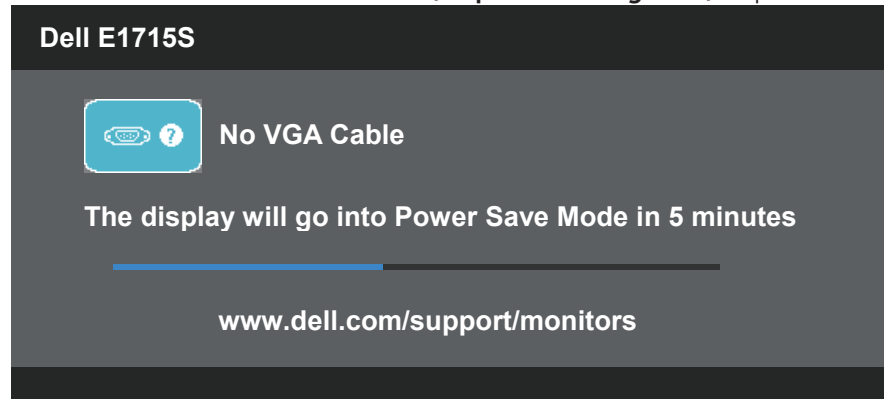 Dell E1715S
No VGA Cable
The display will go into Power Save Mode in 5 minutes
www.dell.com/support/monitors